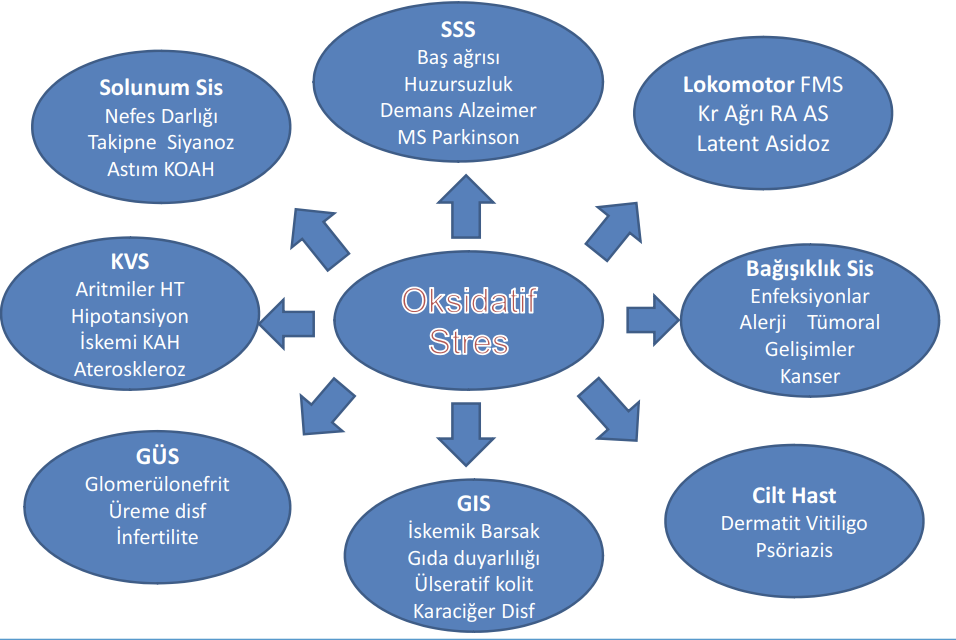 SSS
Baş ağrısı
Huzursuzluk
Demans Alzeimer
MS Parkinson
Solunum Sis
Nefes Darlığı
Takipne Siyanoz
Astım KOAH
Lokomotor FMS
Kr Ağrı RA AS
Latent Asidoz
KVS
Aritmiler HT
Hipotansiyon
İskemi KAH
Ateroskleroz
Oksidatif
Stres
Bağışıklık Sis
Enfeksiyonlar
Alerji Tümoral
Gelişimler
Kanser
GÜS
Glomerülonefrit
Üreme disf
İnfertilite
GIS
İskemik Barsak
Gıda duyarlılığı
Ülseratif kolit
Karaciğer Disf
Cilt Hast
Dermatit Vitiligo
Psöriazis